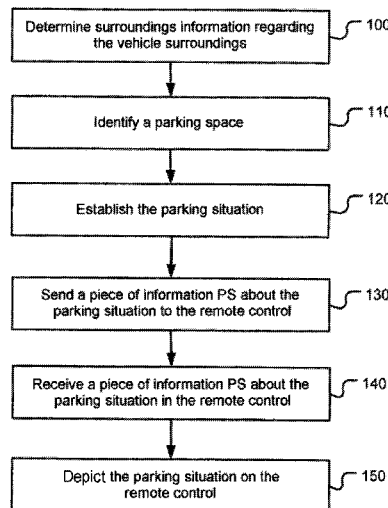 Determine surroundings information regarding
the vehicle surroundings
100
Identify a parking space
110
Establish the parking situation
120
Send a piece of information PS about the
parking situation to the remote control
130
Receive a piece of information PS about the
parking situation in the remote control
140
Depict the parking situation on the
remote control
150